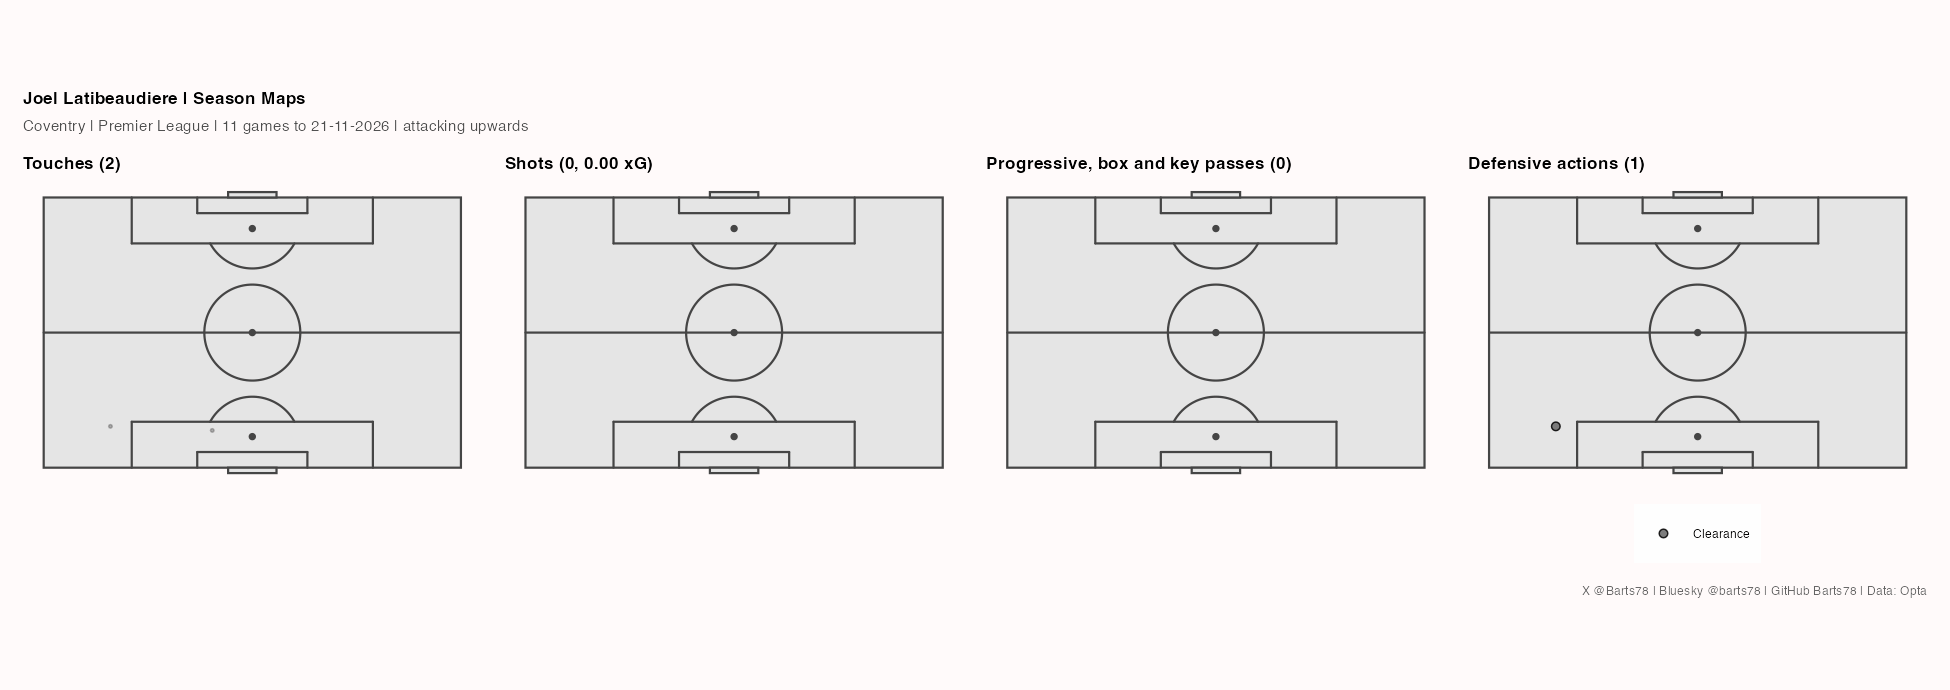 Joel Latibeaudiere | Season Maps
Coventry | Premier League | 11 games to 21-11-2026 | attacking upwards
Touches (2)
Shots (0, 0.00 xG)
Progressive, box and key passes (0)
Defensive actions (1)
Clearance
X @Barts78 | Bluesky @barts78 | GitHub Barts78 | Data: Opta